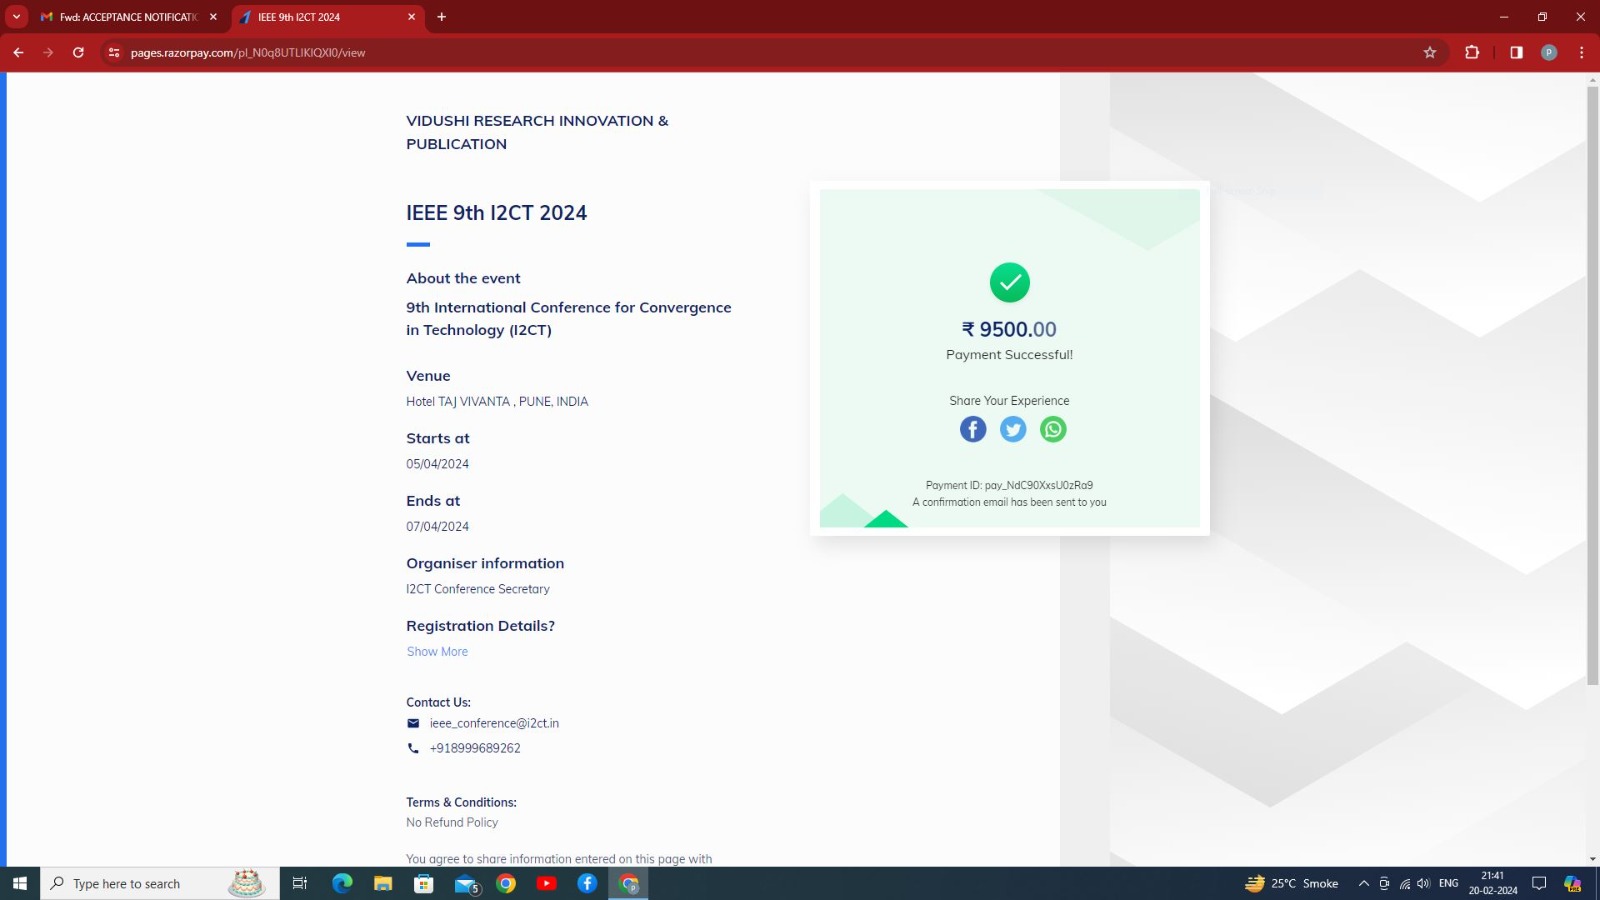 Fwd: ACCEPTANCE NOTIFICATIO
IEEE 9th I2CT 2024
pages.razorpay.com/pl_N0q8UTLIKIQXI0/view
P
VIDUSHI RESEARCH INNOVATION &
PUBLICATION
IEEE 9th I2CT 2024
About the event
9th International Conference for Convergence
in Technology (I2CT)
Venue
Hotel TAJ VIVANTA , PUNE, INDIA
Starts at
05/04/2024
Ends at
07/04/2024
Organiser information
I2CT Conference Secretary
Registration Details?
Show More
Contact Us:
ieee_conference@i2ct.in
+918999689262
Terms & Conditions:
No Refund Policy
You agree to share information entered on this page with
₹ 9500.00
Payment Successful!
Share Your Experience
Payment ID: pay_NdC90XxsU0zRa9
A confirmation email has been sent to you
Type here to search
5
25°C Smoke
ENG
21:41
20-02-2024